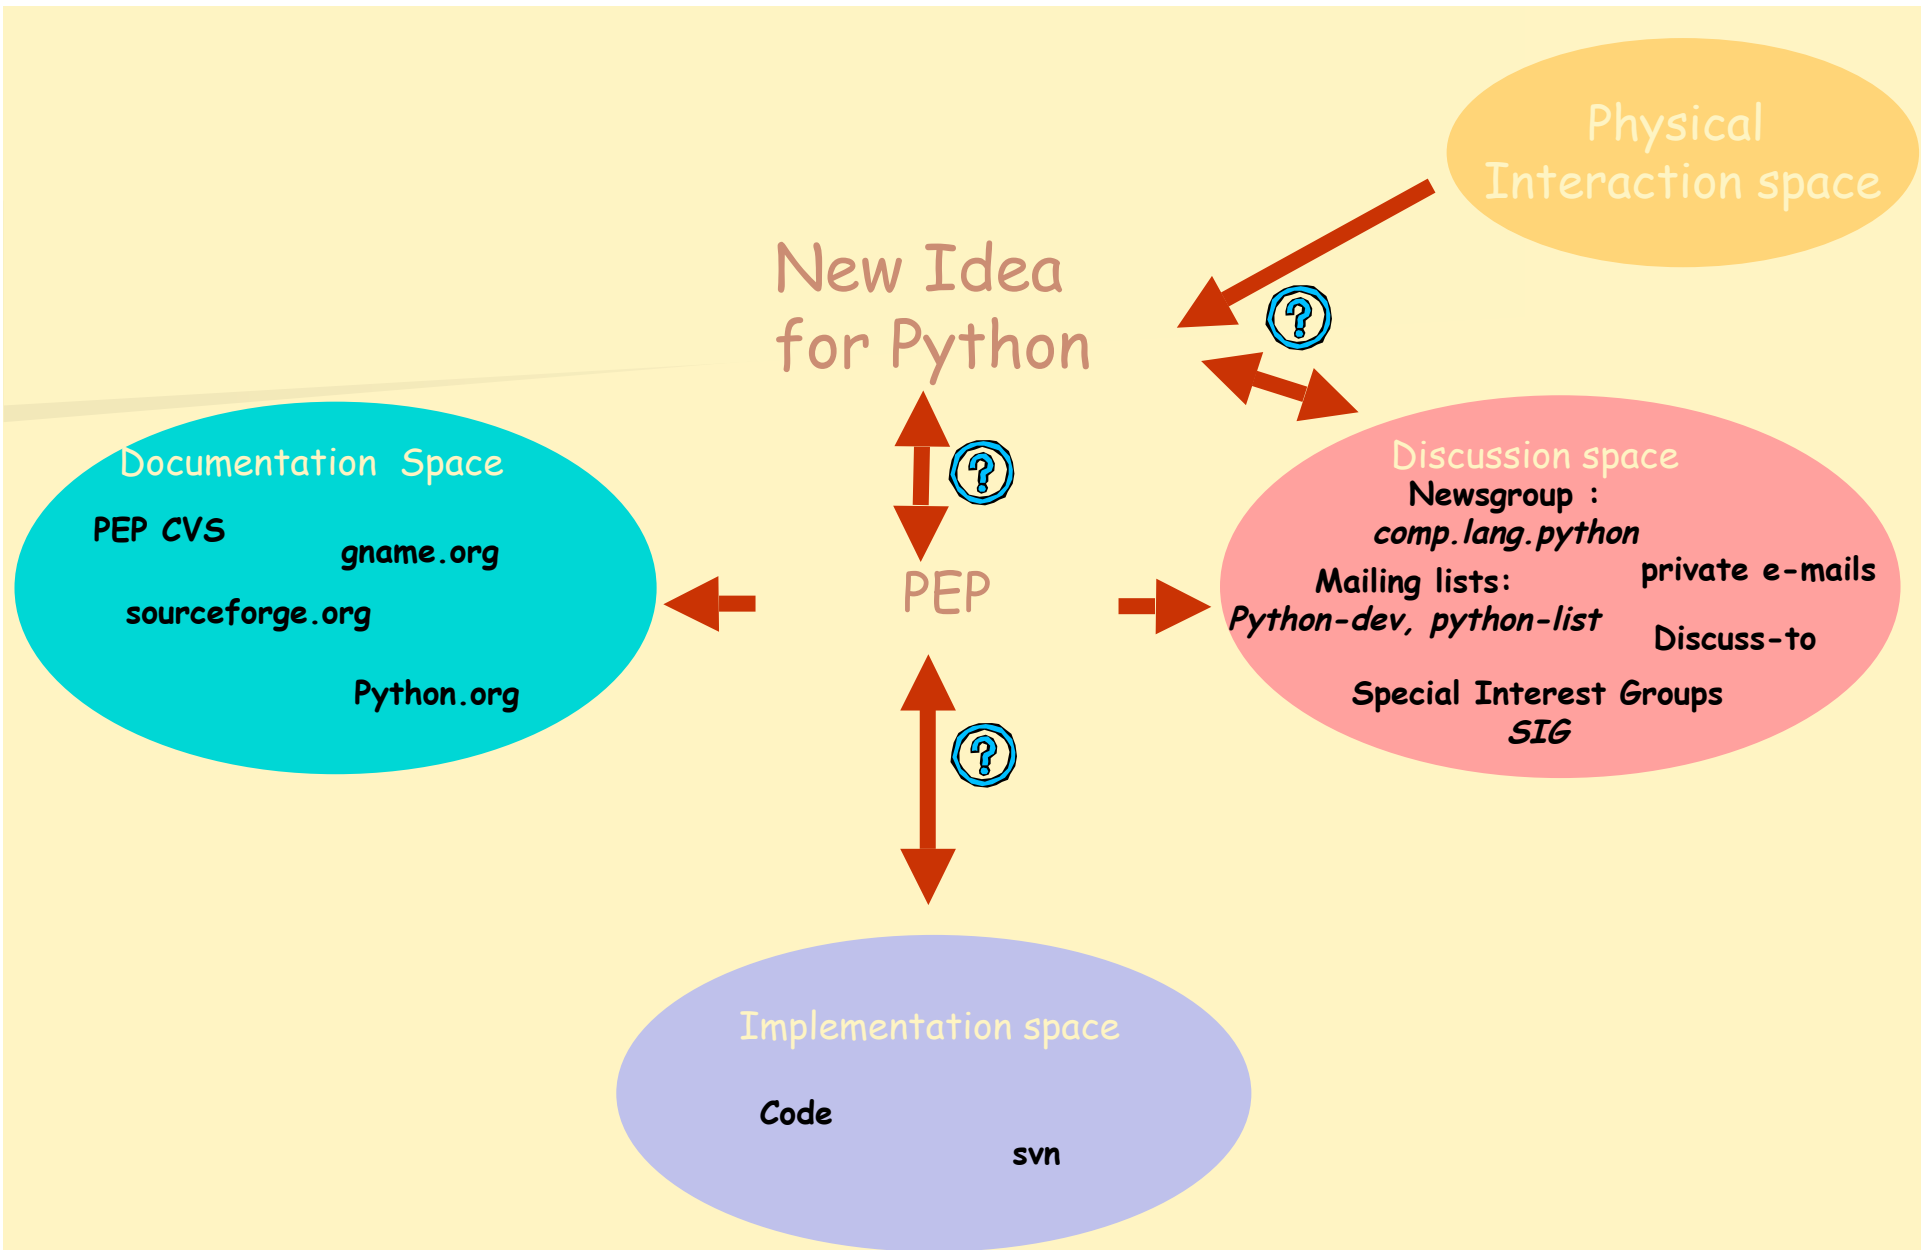 Physical
Interaction space
New Idea
for Python
Documentation Space
PEP CVS
gname.org
sourceforge.org
Python.org
?
?
PEP
Discussion space
Newsgroup :
comp.lang.python
private e-mails
Mailing lists:
Python-dev, python-list
Discuss-to
Special Interest Groups
SIG
?
Implementation space
Code
svn